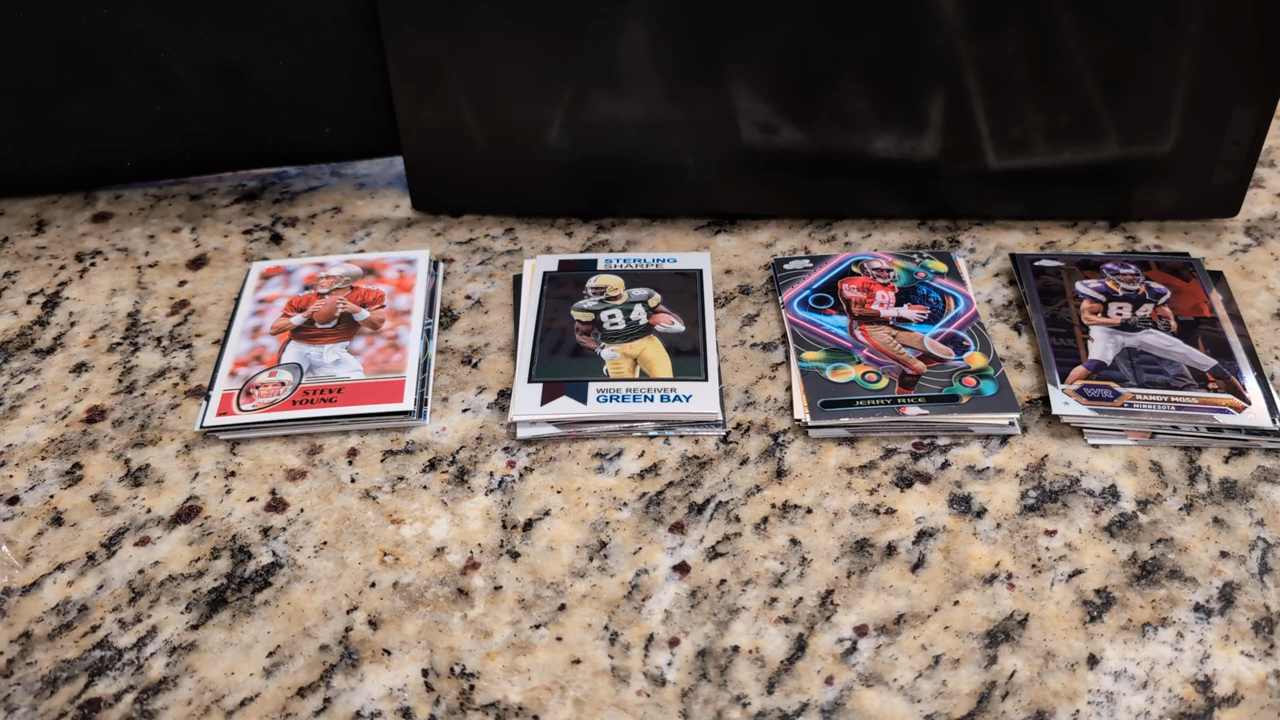 STEVE
YOUNG
STERLING
SHARPE
84
WIDE RECEIVER
GREEN BAY
JERRY RICE
84
WR
RANDY MOSS
MINNESOTA